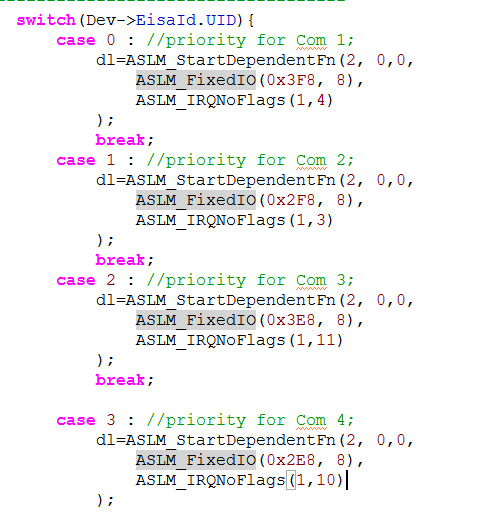 switch(Dev->EisaId.UID){
case 0 : //priority for Com 1;
dl=ASLM_StartDependentFn(2, 0,0,
ASLM_FixedIO(0x3F8, 8),
ASLM_IRQNoFlags(1,4)
);
break;
case 1 : //priority for Com 2;
dl=ASLM_StartDependentFn(2, 0,0,
ASLM_FixedIO(0x2F8, 8),
ASLM_IRQNoFlags(1,3)
);
break;
case 2 : //priority for Com 3;
dl=ASLM_StartDependentFn(2, 0,0,
ASLM_FixedIO(0x3E8, 8),
ASLM_IRQNoFlags(1,11)
);
break;
case 3 : //priority for Com 4;
dl=ASLM_StartDependentFn(2, 0,0,
ASLM_FixedIO(0x2E8, 8),
ASLM_IRQNoFlags(1,10)
);